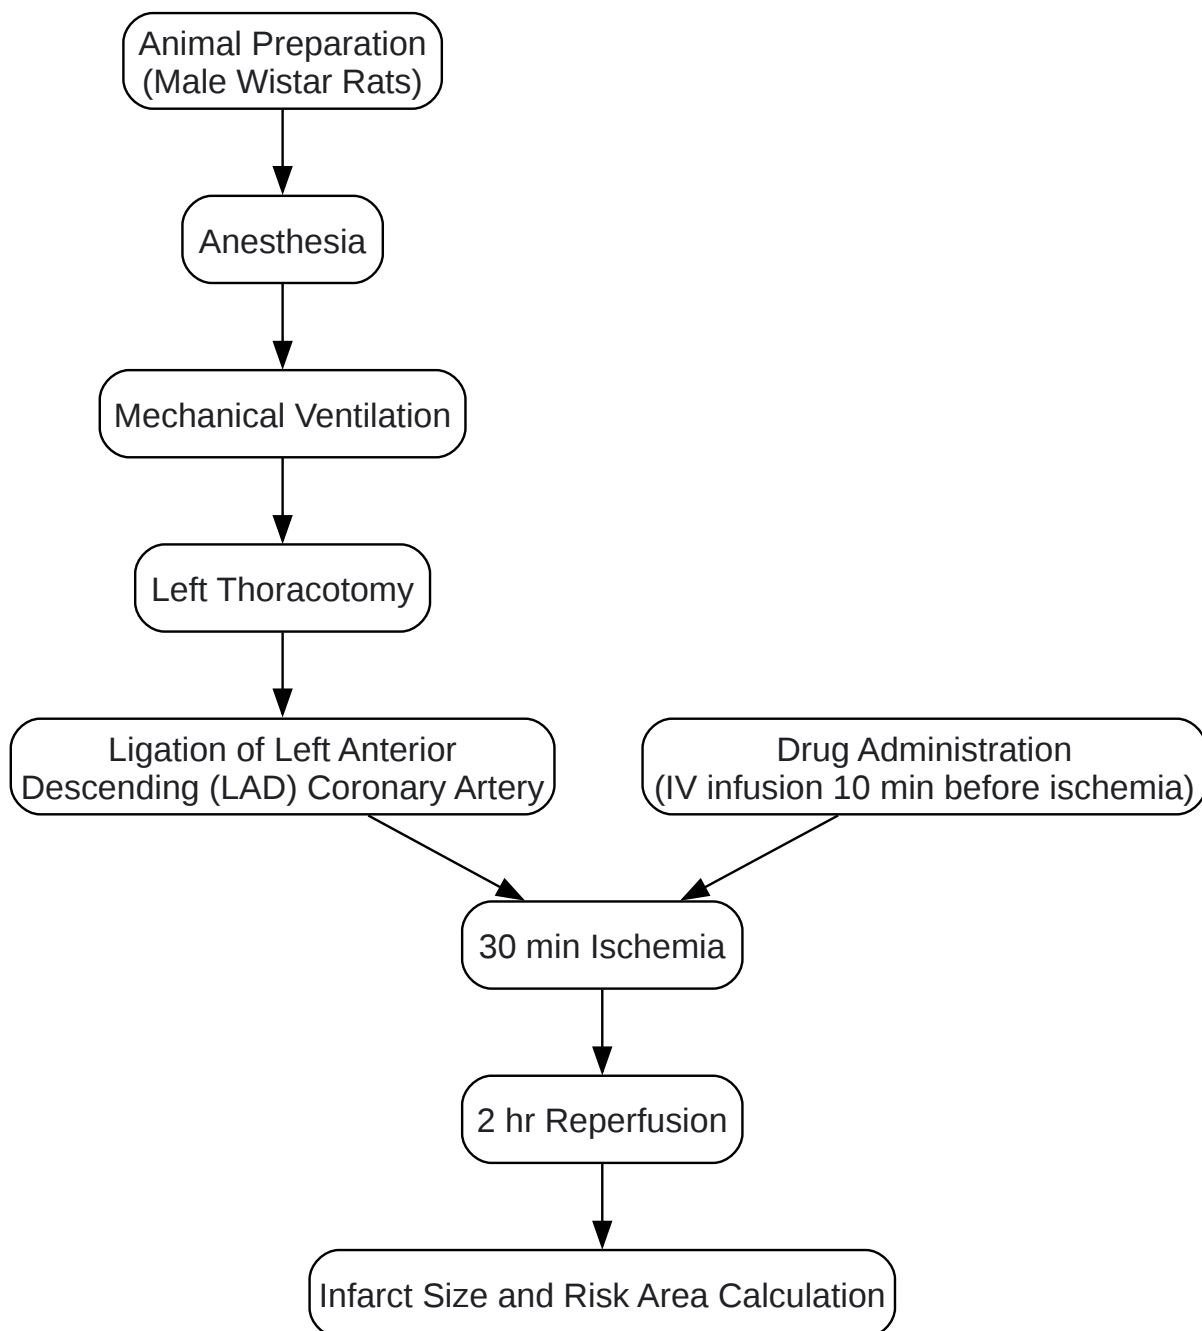 Animal Preparation
(Male Wistar Rats)
Anesthesia
Mechanical Ventilation
Left Thoracotomy
Ligation of Left Anterior
Descending (LAD) Coronary Artery
Drug Administration
(IV infusion 10 min before ischemia)
30 min Ischemia
2 hr Reperfusion
Infarct Size and Risk Area Calculation